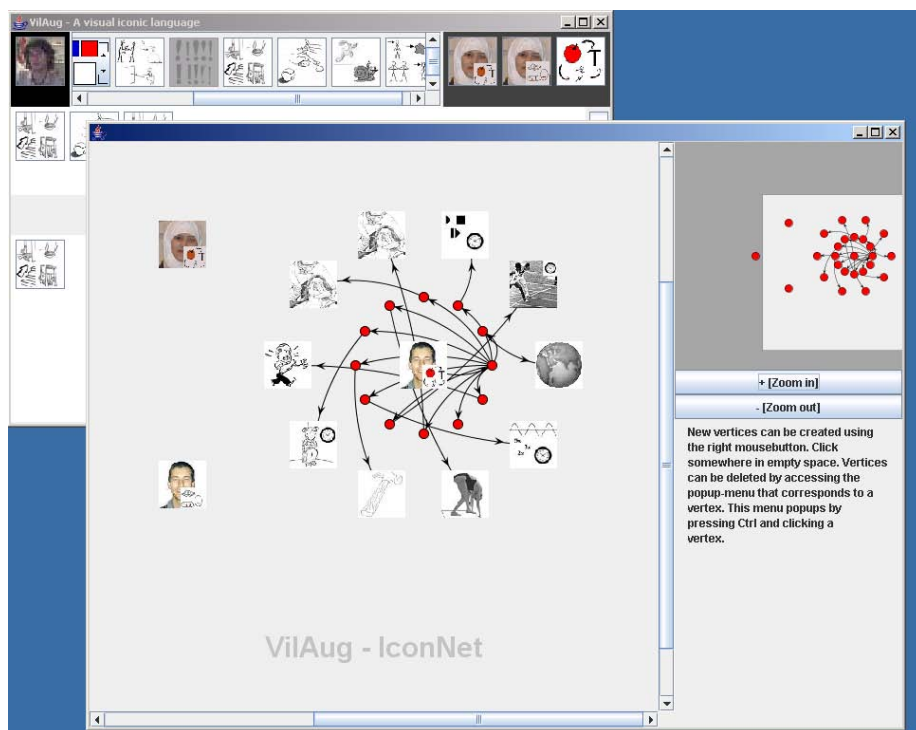 VilAug - A visual iconic language
T
T
+ [Zoom in]
- [Zoom out]
New vertices can be created using
the right mousebutton. Click
somewhere in empty space. Vertices
can be deleted by accessing the
popup-menu that corresponds to a
vertex. This menu popups by
pressing Ctrl and clicking a
vertex.
VilAug - IconNet